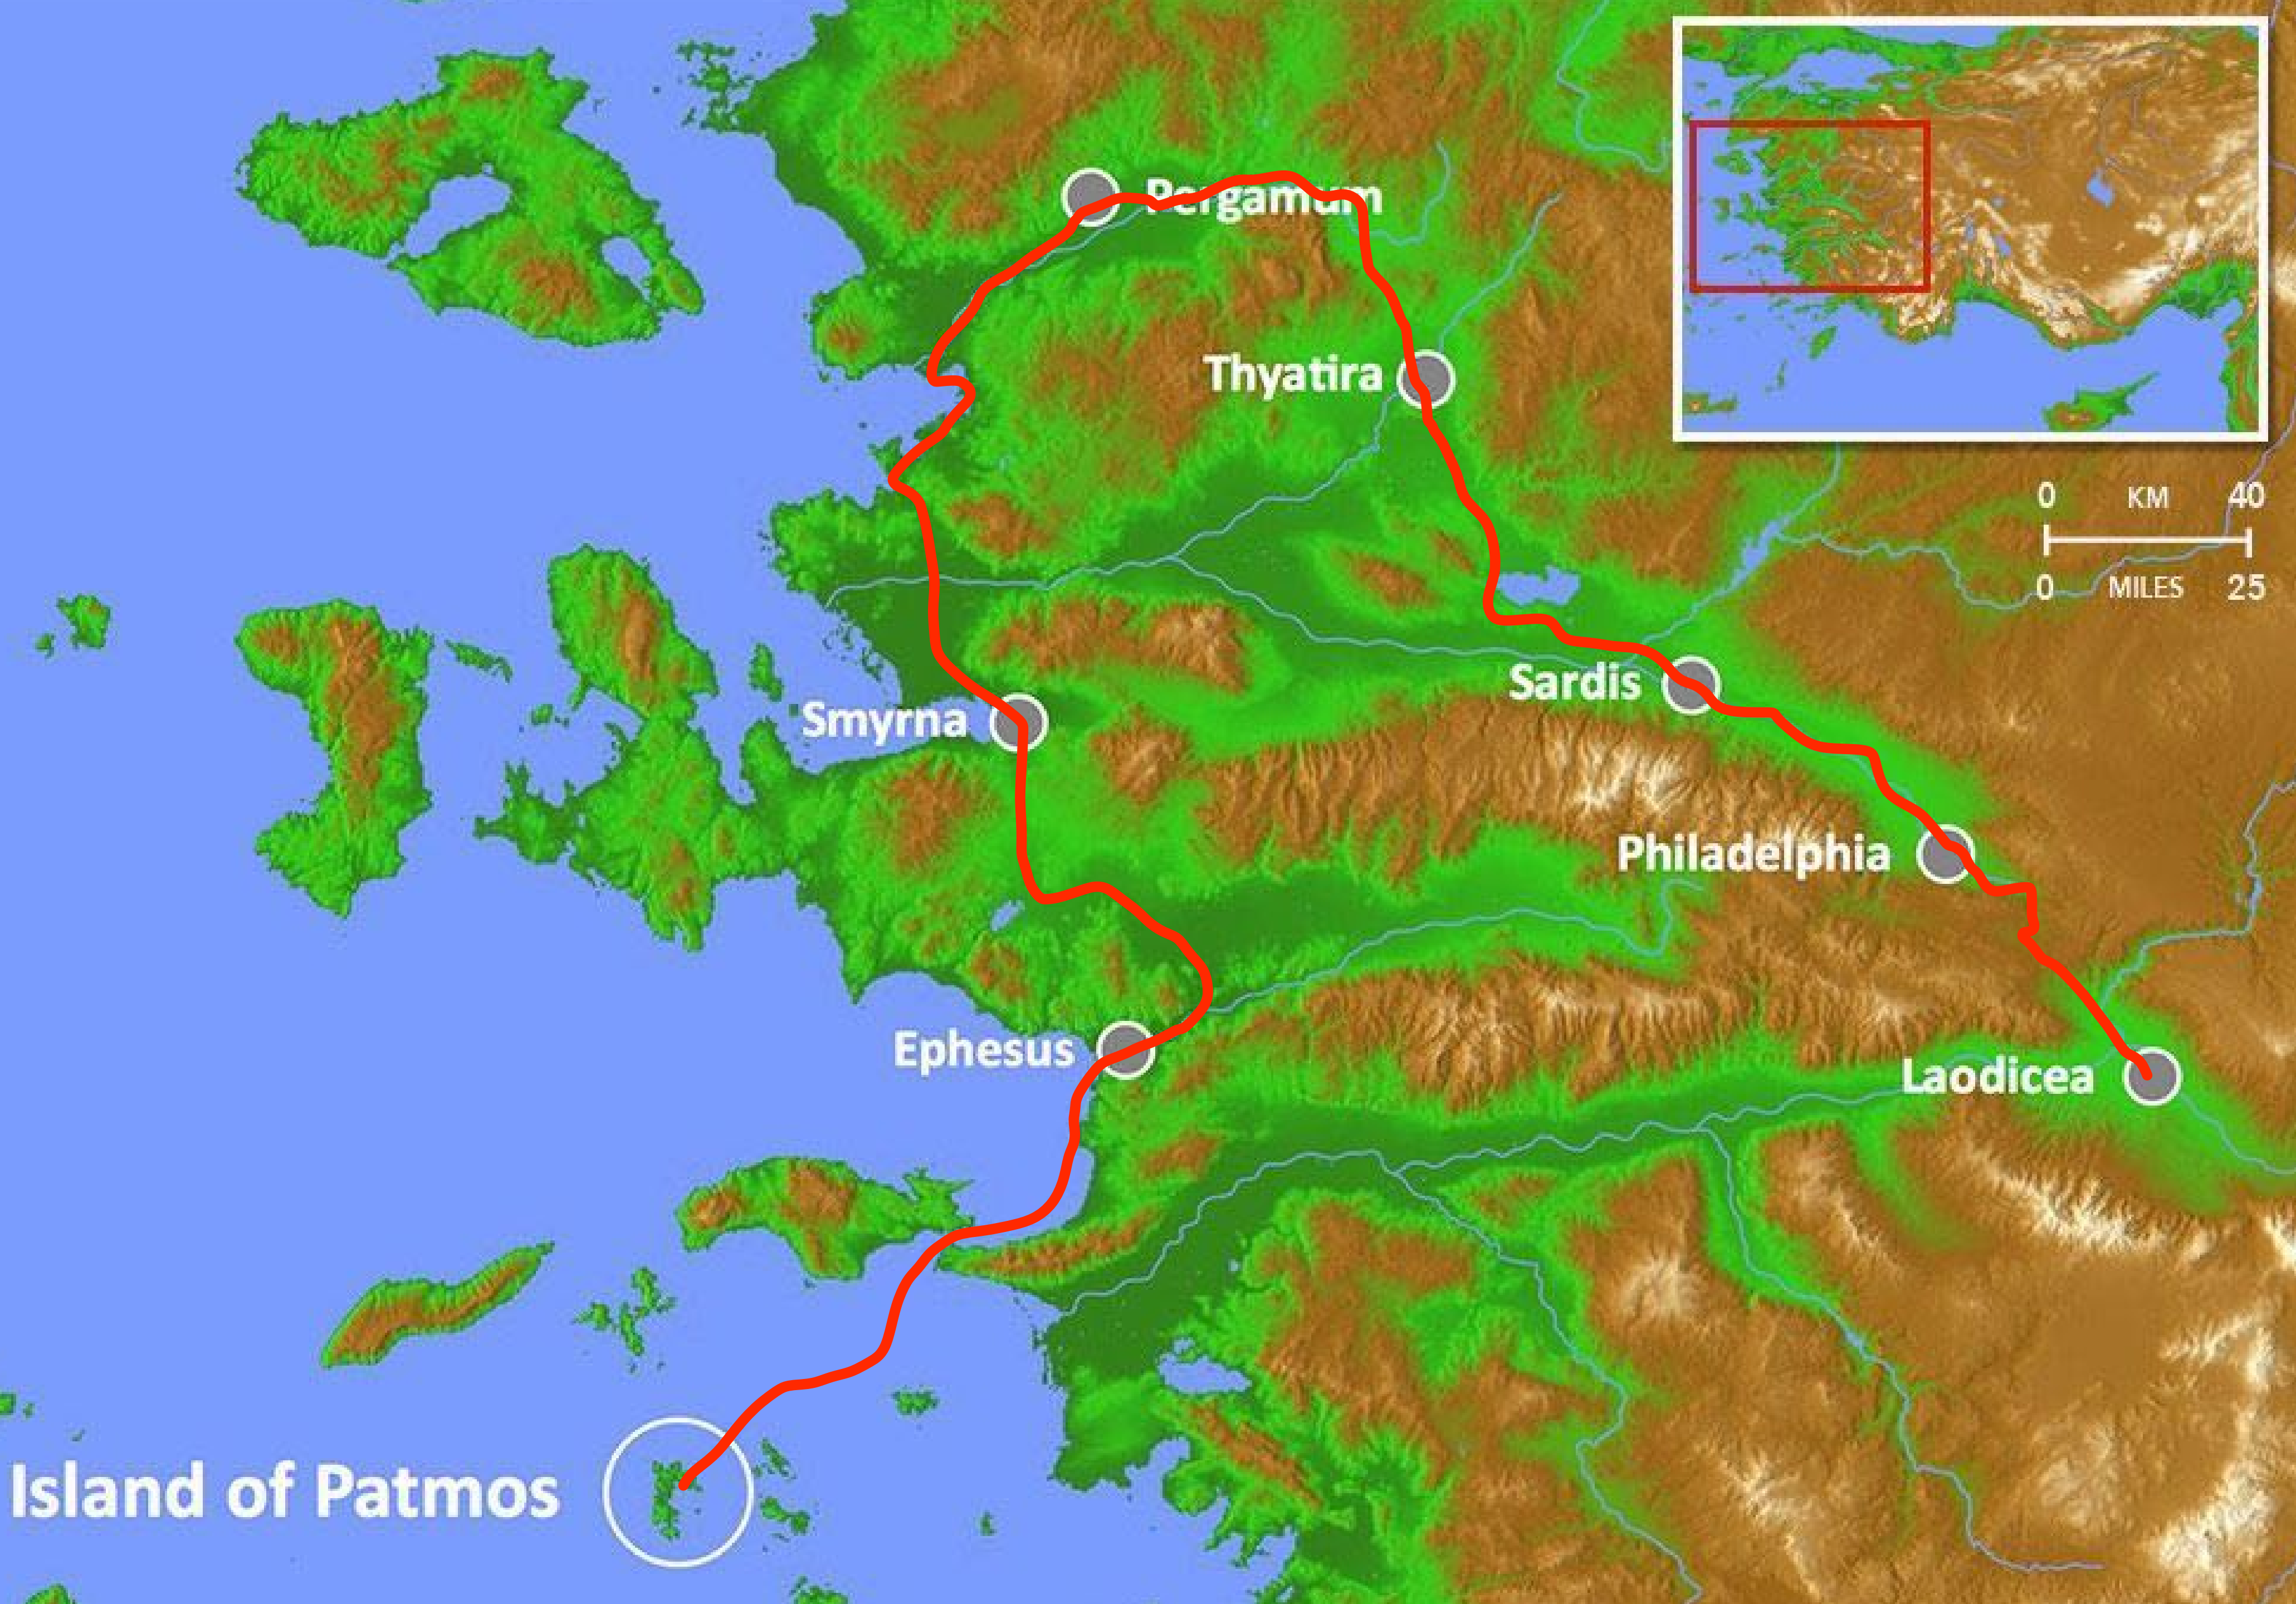 Pergamum
Thyatira
0 KM 40
0 MILES 25
Sardis
Smyrna
Philadelphia
Ephesus
Laodicea
Island of Patmos